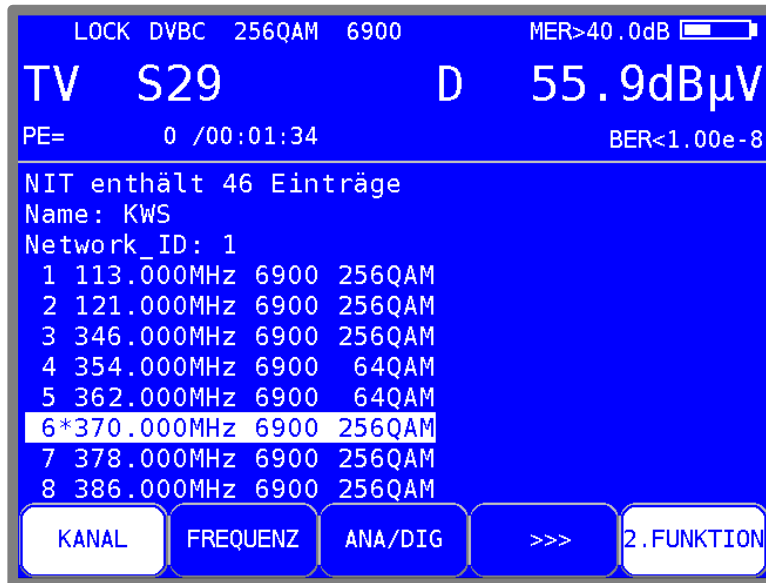 LOCK DVBC 256QAM 6900 MER>40.0dB
TV S29 D 55.9dBµV
PE= 0 /00:01:34 BER<1.00e-8
NIT enthält 46 Einträge
Name: KWS
Network_ID: 1
1 113.000MHz 6900 256QAM
2 121.000MHz 6900 256QAM
3 346.000MHz 6900 256QAM
4 354.000MHz 6900 64QAM
5 362.000MHz 6900 64QAM
6*370.000MHz 6900 256QAM
7 378.000MHz 6900 256QAM
8 386.000MHz 6900 256QAM
KANAL FREQUENZ ANA/DIG >>> 2.FUNKTION